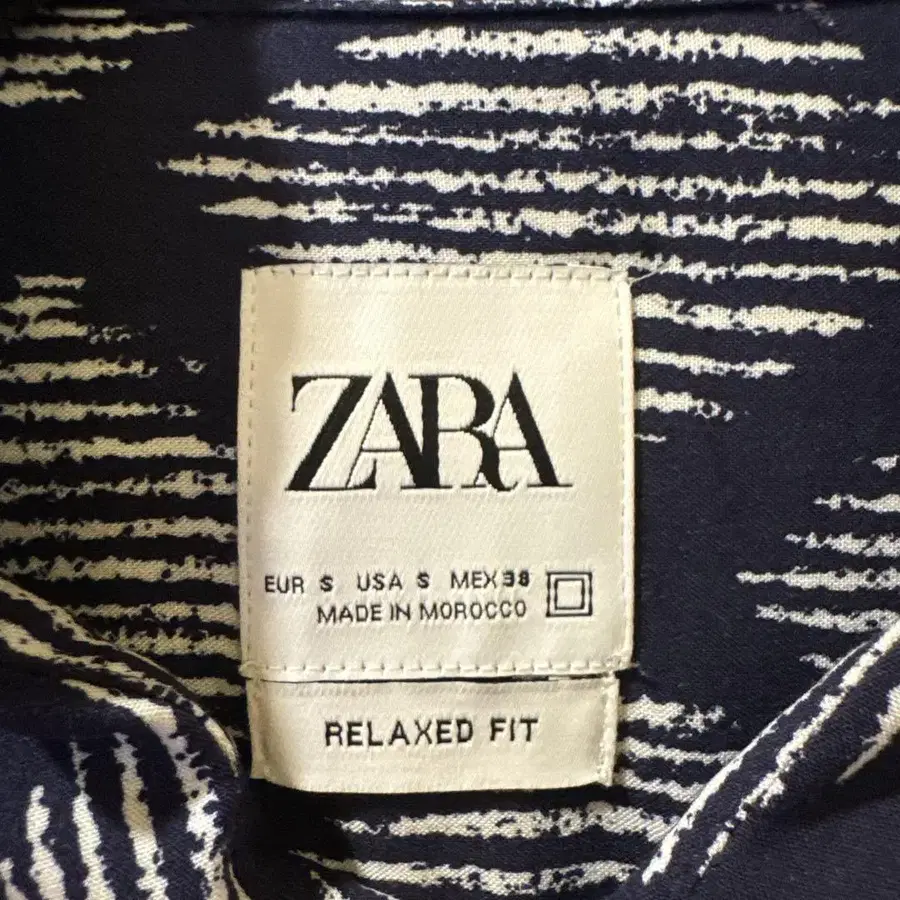 ZARA
EUR S USA S MEX 38
MADE IN MOROCCO
RELAXED FIT